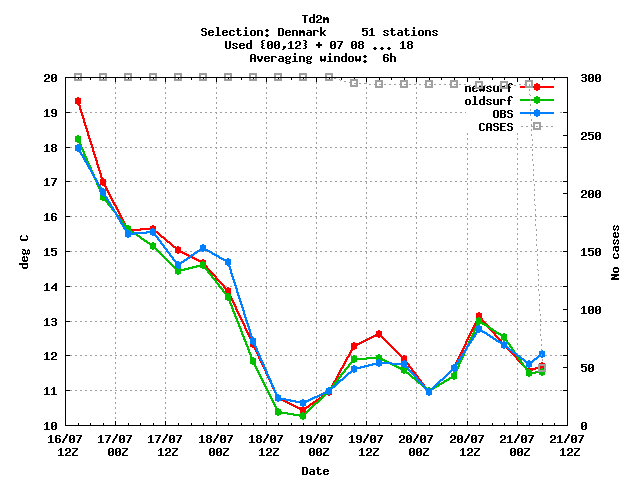 Td2m
Selection: Denmark     51 stations
Used {00,12} + 07 08 ... 18
Averaging window:  6h
newsurf
oldsurf
OBS
CASES
20
19
18
17
16
15
14
13
12
11
10
deg C
300
250
200
150
100
50
0
No cases
16/07 17/07 17/07 18/07 18/07 19/07 19/07 20/07 20/07 21/07 21/07
12Z 00Z 12Z 00Z 12Z 00Z 12Z 00Z 12Z 00Z 12Z
Date